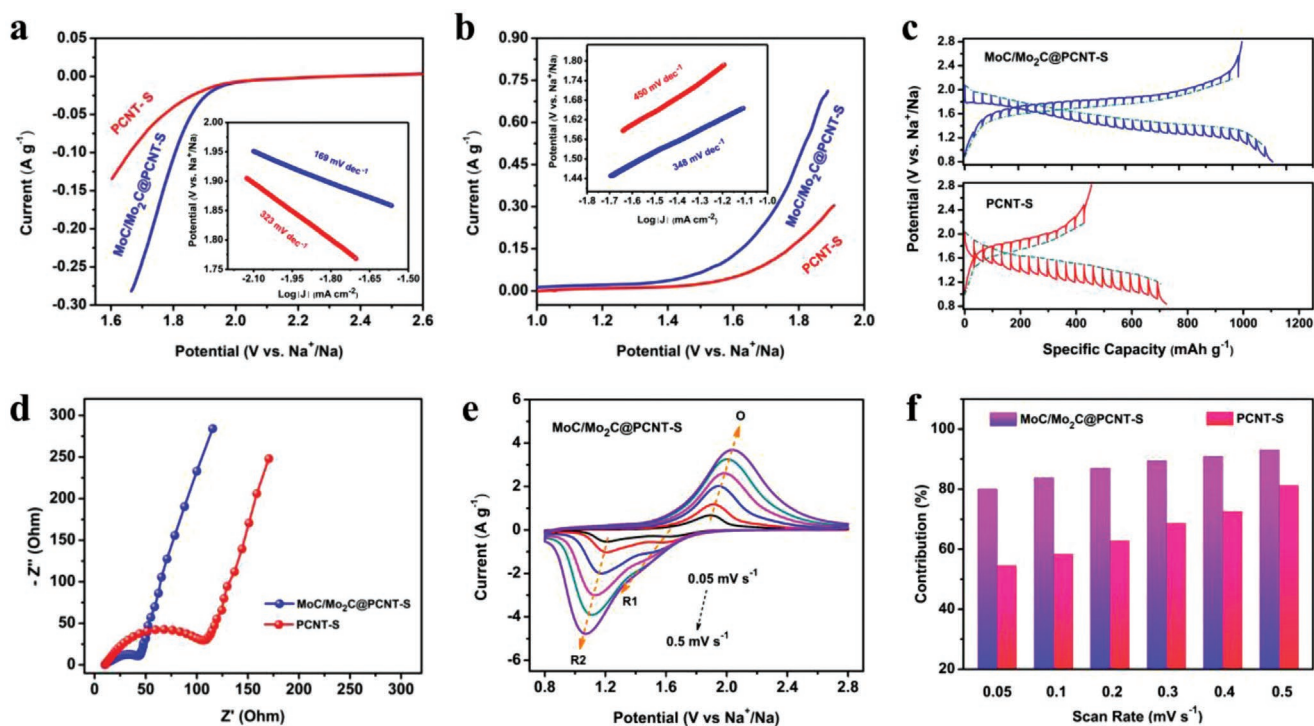 a
0.05
0.00
-0.05
-0.10
-0.15
-0.20
-0.25
-0.30
Current (A g⁻¹)
PCNT- S
MoC/Mo₂C@PCNT-S
2.00
1.95
1.90
1.85
1.80
1.75
Potential (V vs. Na⁺/Na)
169 mV dec⁻¹
323 mV dec⁻¹
-2.10 -1.95 -1.80 -1.65 -1.50
Log|J| (mA cm⁻²)
1.6 1.8 2.0 2.2 2.4 2.6
Potential (V vs. Na⁺/Na)
b
0.90
0.75
0.60
0.45
0.30
0.15
0.00
Current (A g⁻¹)
1.80
1.74
1.68
1.62
1.56
1.50
1.44
Potential (V vs. Na⁺/Na)
450 mV dec⁻¹
348 mV dec⁻¹
-1.8 -1.7 -1.6 -1.5 -1.4 -1.3 -1.2 -1.1 -1.0
Log|J| (mA cm⁻²)
MoC/Mo₂C@PCNT-S
PCNT-S
1.0 1.2 1.4 1.6 1.8 2.0
Potential (V vs. Na⁺/Na)
c
MoC/Mo₂C@PCNT-S
2.8
2.4
2.0
1.6
1.2
0.8
PCNT-S
2.8
2.4
2.0
1.6
1.2
0.8
Potential (V vs. Na⁺/Na)
0 200 400 600 800 1000 1200
Specific Capacity (mAh g⁻¹)
d
300
250
200
150
100
50
0
- Z'' (Ohm)
MoC/Mo₂C@PCNT-S
PCNT-S
0 50 100 150 200 250 300
Z' (Ohm)
e
6
4
2
0
-2
-4
-6
Current (A g⁻¹)
MoC/Mo₂C@PCNT-S
O
R1
R2
0.05 mV s⁻¹
0.5 mV s⁻¹
0.8 1.2 1.6 2.0 2.4 2.8
Potential (V vs Na⁺/Na)
f
100
80
60
40
20
Contribution (%)
MoC/Mo₂C@PCNT-S
PCNT-S
0.05 0.1 0.2 0.3 0.4 0.5
Scan Rate (mV s⁻¹)